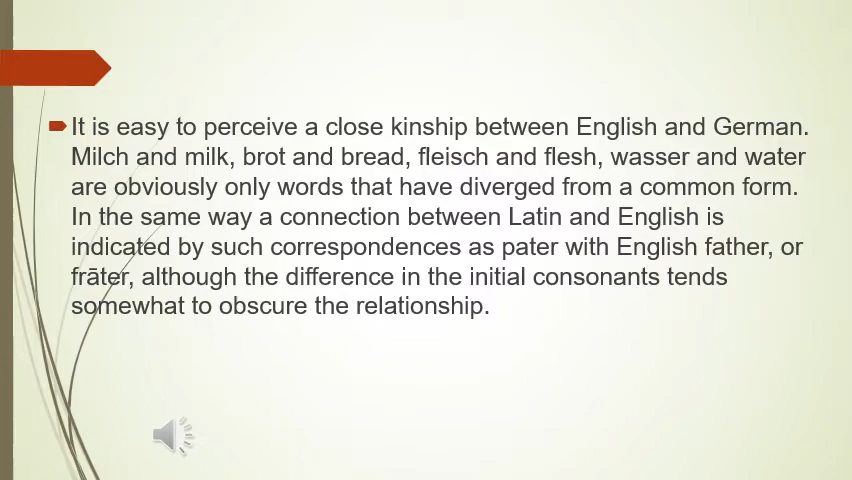 It is easy to perceive a close kinship between English and German.
Milch and milk, brot and bread, fleisch and flesh, wasser and water
are obviously only words that have diverged from a common form.
In the same way a connection between Latin and English is
indicated by such correspondences as pater with English father, or
frāter, although the difference in the initial consonants tends
somewhat to obscure the relationship.